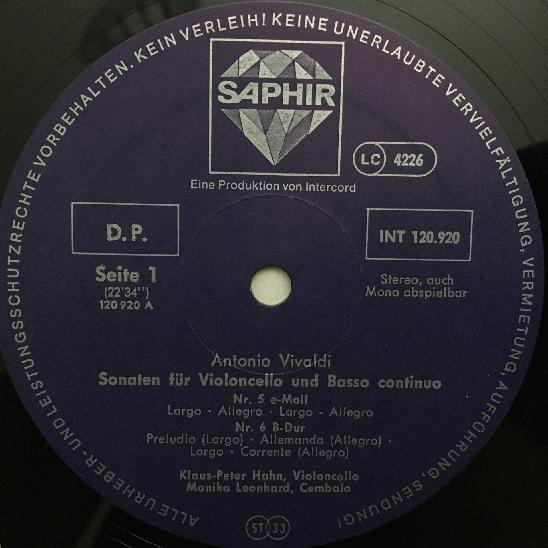 ALLE URHEBER- UND LEISTUNGSSCHUTZRECHTE VORBEHALTEN. KEIN VERLEIH! KEINE UNERLAUBTE VERVIELFÄLTIGUNG, VERMIETUNG, AUFFÜHRUNG, SENDUNG!
SAPHIR
LC 4226
Eine Produktion von Intercord
D.P.
INT 120.920
Seite 1
(22'34'')
120 920 A
Stereo, auch
Mono abspielbar
Antonio Vivaldi
Sonaten für Violoncello und Basso continuo
Nr. 5 e-Moll
Largo · Allegro · Largo · Allegro
Nr. 6 B-Dur
Preludio (Largo) · Allemanda (Allegro) ·
Largo · Corrente (Allegro)
Klaus-Peter Hahn, Violoncello
Monika Leonhard, Cembalo
ST 33